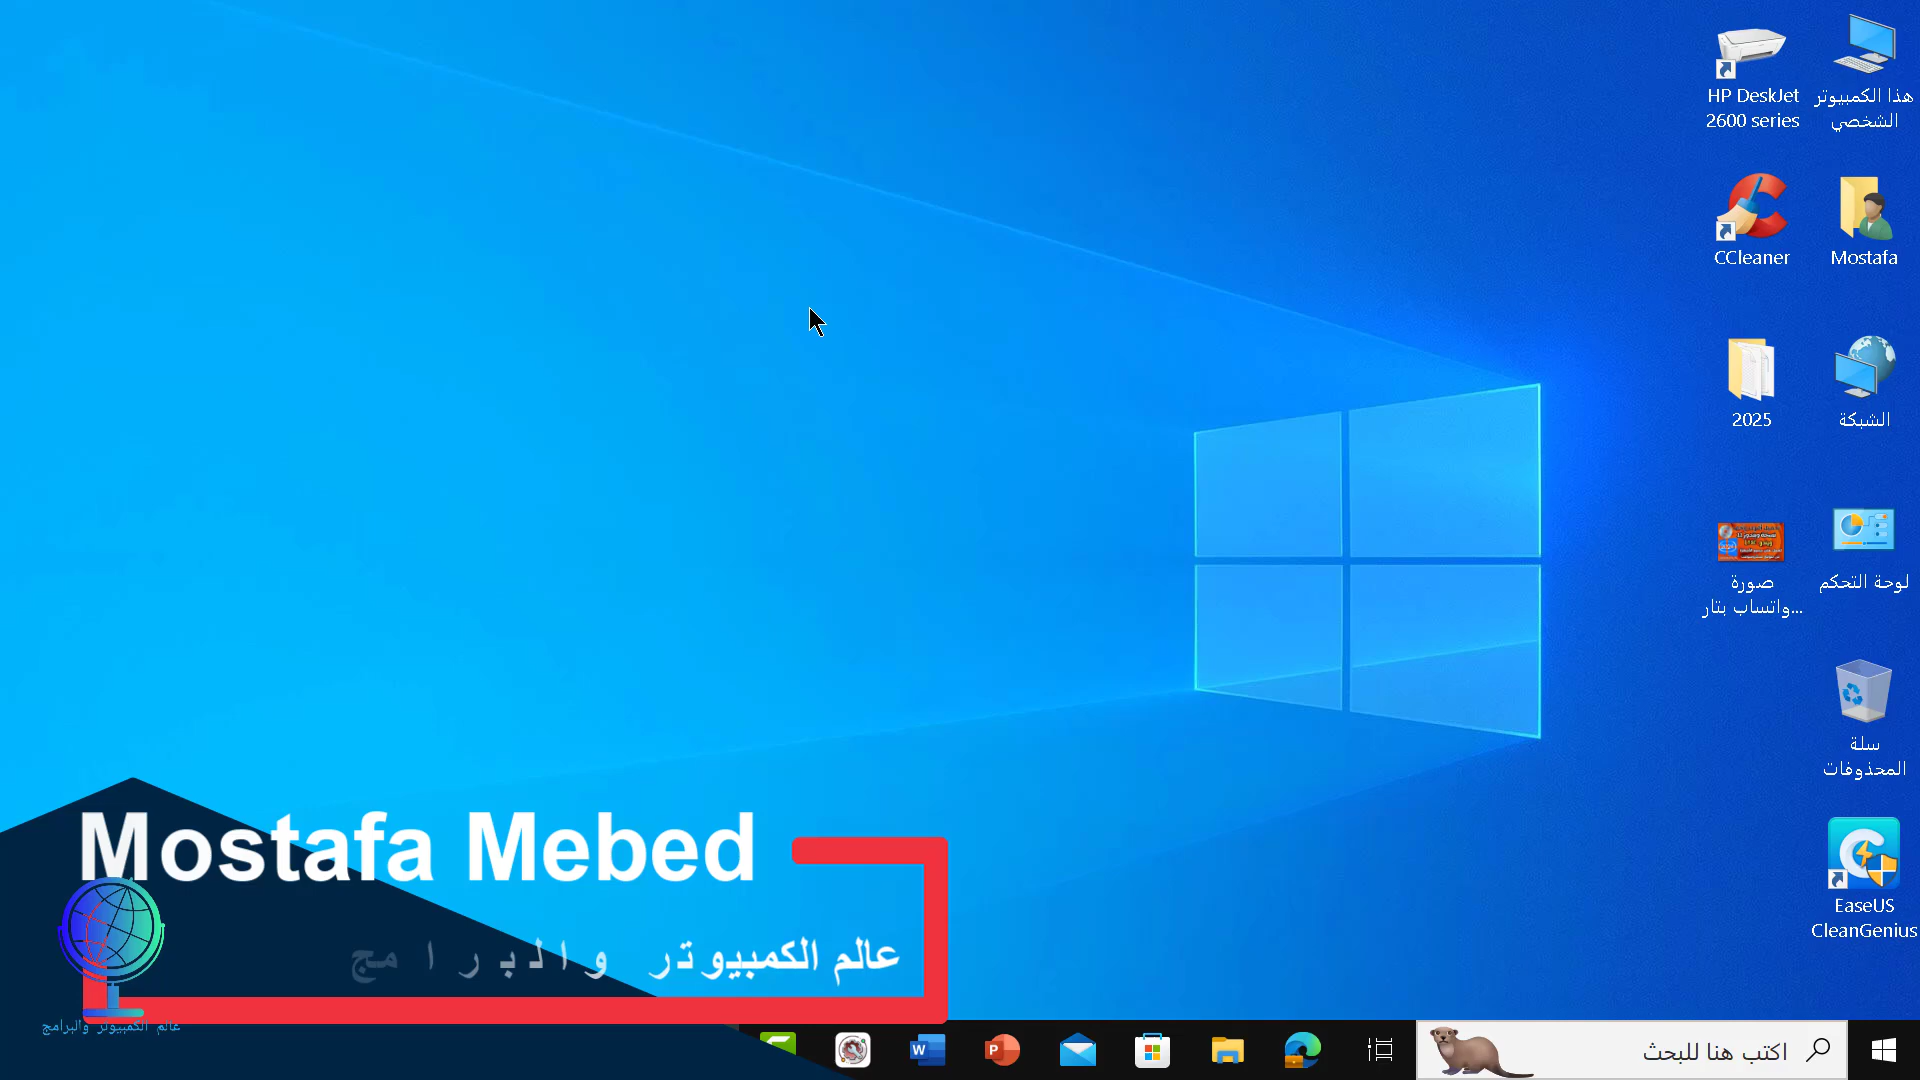 هذا الكمبيوتر
الشخصي
HP DeskJet
2600 series
Mostafa
CCleaner
الشبكة
2025
لوحة التحكم
صورة
واتساب بتار...
سلة
المحذوفات
EaseUS
CleanGenius
Mostafa Mebed
عالم الكمبيوتر والبرامج
عالم الكمبيوتر والبرامج
اكتب هنا للبحث